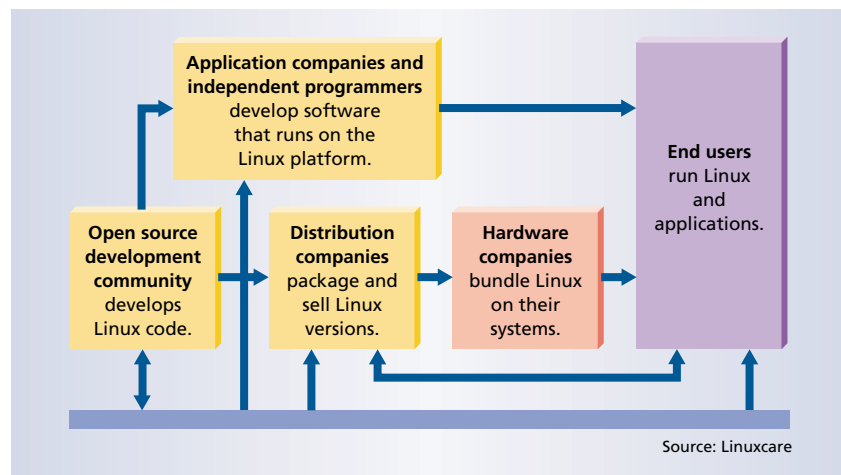 Application companies and
independent programmers
develop software
that runs on the
Linux platform.
End users
run Linux
and
applications.
Open source
development
community
develops
Linux code.
Distribution
companies
package and
sell Linux
versions.
Hardware
companies
bundle Linux
on their
systems.
Source: Linuxcare